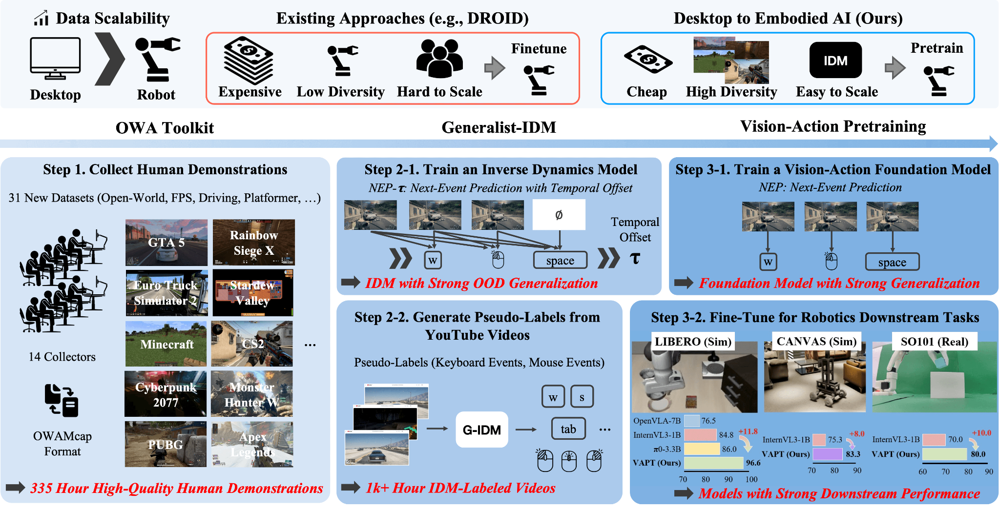 Data Scalability
Desktop
Robot
Existing Approaches (e.g., DROID)
Expensive
Low Diversity
Hard to Scale
Finetune
Desktop to Embodied AI (Ours)
Cheap
High Diversity
IDM
Easy to Scale
Pretrain
OWA Toolkit
Generalist-IDM
Vision-Action Pretraining
Step 1. Collect Human Demonstrations
31 New Datasets (Open-World, FPS, Driving, Platformer, …)
14 Collectors
OWAMcap
Format
GTA 5
Rainbow
Siege X
Euro Truck
Simulator 2
Stardew
Valley
Minecraft
CS2
...
Cyberpunk
2077
Monster
Hunter W
PUBG
Apex
Legends
335 Hour High-Quality Human Demonstrations
Step 2-1. Train an Inverse Dynamics Model
NEP-τ: Next-Event Prediction with Temporal Offset
∅
w
space
Temporal
Offset
τ
IDM with Strong OOD Generalization
Step 2-2. Generate Pseudo-Labels from
YouTube Videos
Pseudo-Labels (Keyboard Events, Mouse Events)
G-IDM
w
s
tab
...
1k+ Hour IDM-Labeled Videos
Step 3-1. Train a Vision-Action Foundation Model
NEP: Next-Event Prediction
w
space
Foundation Model with Strong Generalization
Step 3-2. Fine-Tune for Robotics Downstream Tasks
LIBERO (Sim)
OpenVLA-7B 76.5
InternVL3-1B 84.8
π0-3.3B 86.0
VAPT (Ours) 96.6
+11.8
70 80 90 100
CANVAS (Sim)
InternVL3-1B 75.3
VAPT (Ours) 83.3
+8.0
70 80 90
SO101 (Real)
InternVL3-1B 70.0
VAPT (Ours) 80.0
+10.0
60 70 80 90
Models with Strong Downstream Performance